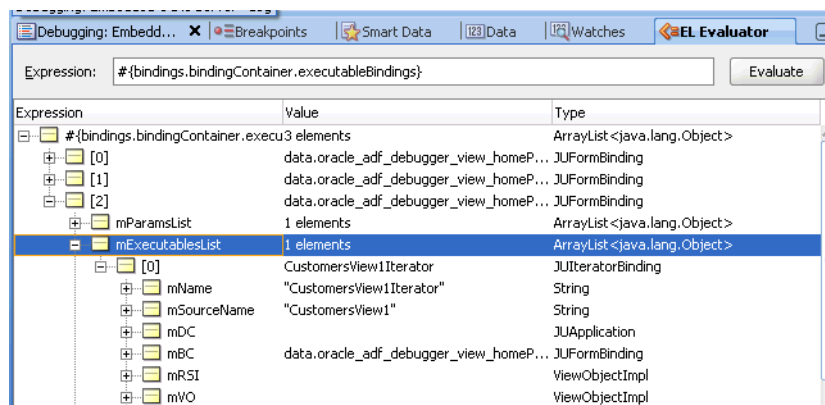 Debugging: Embedd... Breakpoints Smart Data Data Watches EL Evaluator
Expression: #{bindings.bindingContainer.executableBindings} Evaluate
Expression Value Type
#{bindings.bindingContainer.execu 3 elements ArrayList<java.lang.Object>
[0] data.oracle_adf_debugger_view_homeP... JUFormBinding
[1] data.oracle_adf_debugger_view_homeP... JUFormBinding
[2] data.oracle_adf_debugger_view_homeP... JUFormBinding
mParamsList 1 elements ArrayList<java.lang.Object>
mExecutablesList 1 elements ArrayList<java.lang.Object>
[0] CustomersView1Iterator JUIteratorBinding
mName "CustomersView1Iterator" String
mSourceName "CustomersView1" String
mDC JUApplication
mBC data.oracle_adf_debugger_view_homeP... JUFormBinding
mRSI ViewObjectImpl
mVO ViewObjectImpl